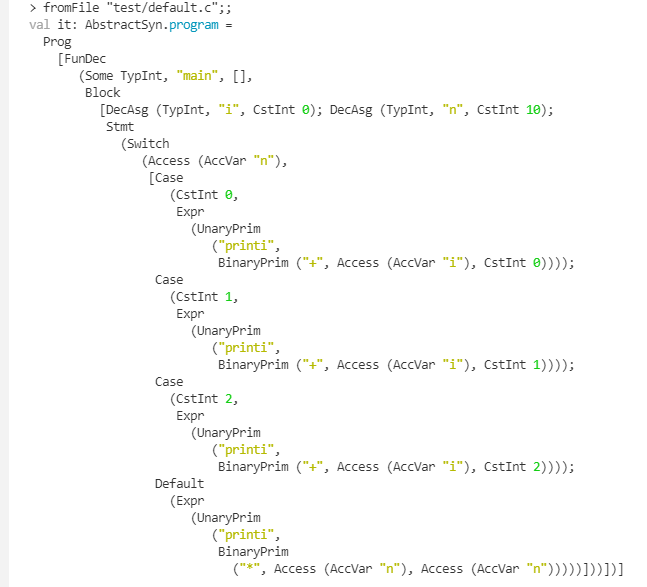 > fromFile "test/default.c";;
val it: AbstractSyn.program =
  Prog
    [FunDec
       (Some TypInt, "main", [],
        Block
          [DecAsg (TypInt, "i", CstInt 0); DecAsg (TypInt, "n", CstInt 10);
           Stmt
             (Switch
                (Access (AccVar "n"),
                 [Case
                    (CstInt 0,
                     Expr
                       (UnaryPrim
                          ("printi",
                           BinaryPrim ("+", Access (AccVar "i"), CstInt 0))));
                  Case
                    (CstInt 1,
                     Expr
                       (UnaryPrim
                          ("printi",
                           BinaryPrim ("+", Access (AccVar "i"), CstInt 1))));
                  Case
                    (CstInt 2,
                     Expr
                       (UnaryPrim
                          ("printi",
                           BinaryPrim ("+", Access (AccVar "i"), CstInt 2))));
                  Default
                    (Expr
                       (UnaryPrim
                          ("printi",
                           BinaryPrim
                             ("*", Access (AccVar "n"), Access (AccVar "n")))))]))])]